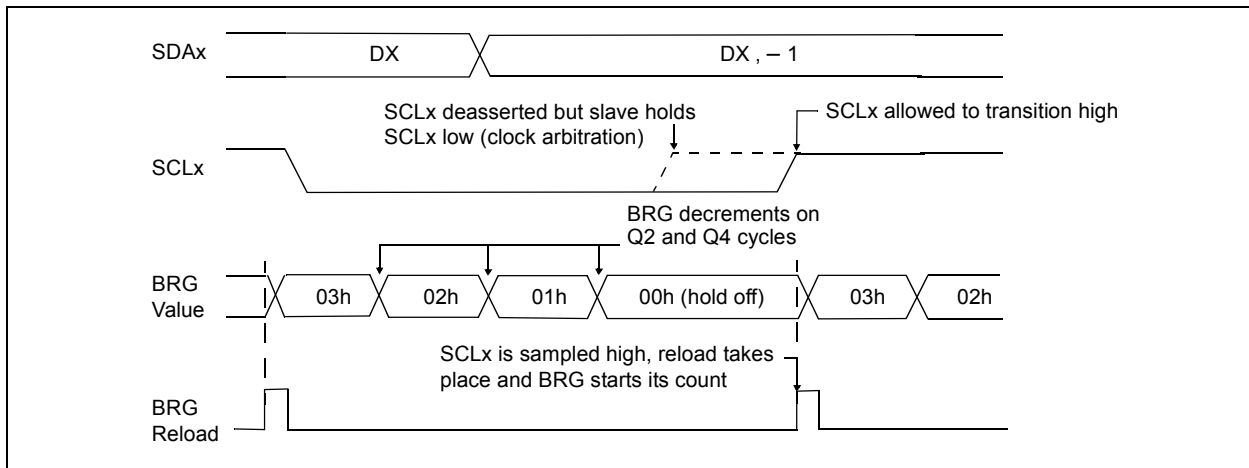 SDAx
DX
DX , – 1
SCLx deasserted but slave holds
SCLx low (clock arbitration)
SCLx allowed to transition high
SCLx
BRG decrements on
Q2 and Q4 cycles
BRG
Value
03h
02h
01h
00h (hold off)
03h
02h
SCLx is sampled high, reload takes
place and BRG starts its count
BRG
Reload